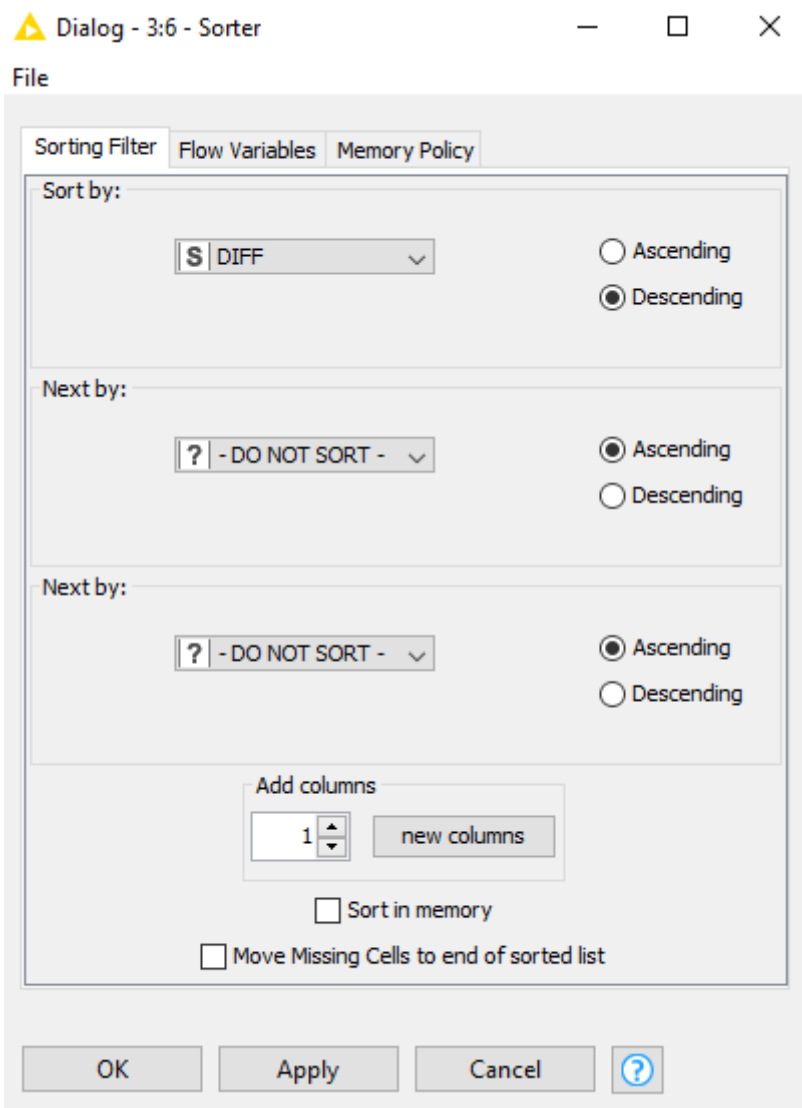 Dialog - 3:6 - Sorter
File
Sorting Filter Flow Variables Memory Policy
Sort by:
S DIFF
Ascending
Descending
Next by:
? - DO NOT SORT -
Ascending
Descending
Next by:
? - DO NOT SORT -
Ascending
Descending
Add columns
1 new columns
Sort in memory
Move Missing Cells to end of sorted list
OK Apply Cancel ?